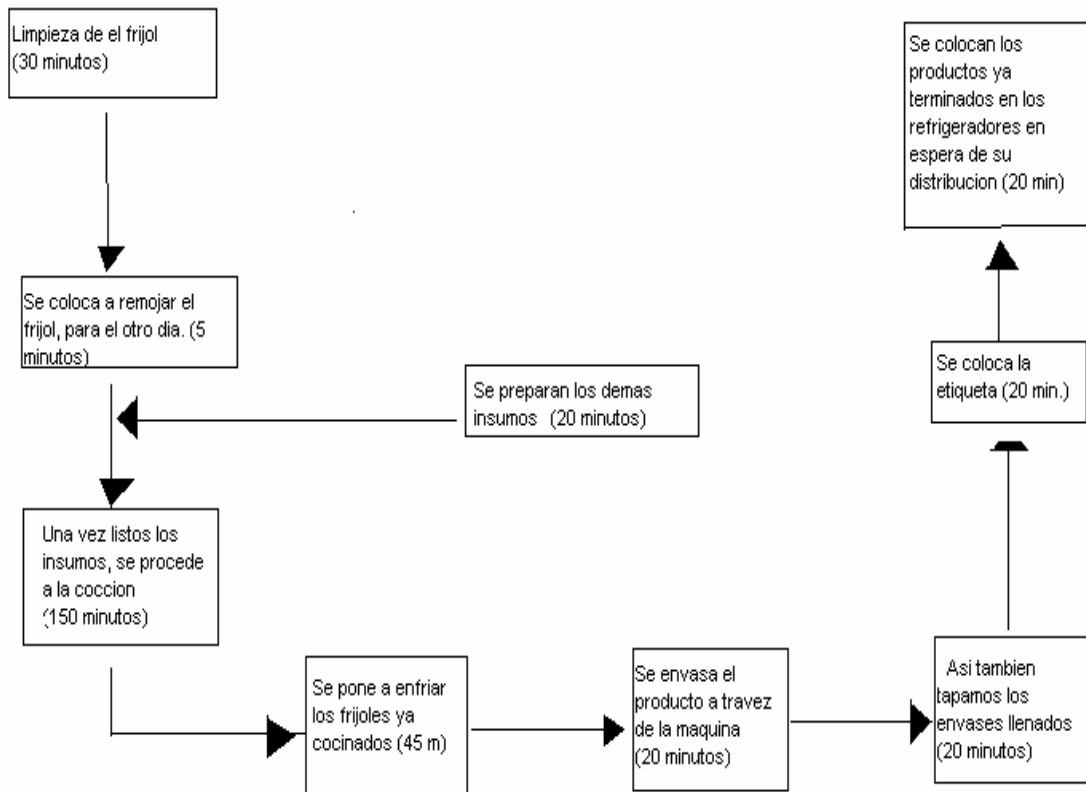 Limpieza de el frijol
(30 minutos)
Se coloca a remojar el
frijol, para el otro dia. (5
minutos)
Se preparan los demas
insumos (20 minutos)
Una vez listos los
insumos, se procede
a la coccion
(150 minutos)
Se pone a enfriar
los frijoles ya
cocinados (45 m)
Se envasa el
producto a travez
de la maquina
(20 minutos)
Asi tambien
tapamos los
envases llenados
(20 minutos)
Se coloca la
etiqueta (20 min.)
Se colocan los
productos ya
terminados en los
refrigeradores en
espera de su
distribucion (20 min)